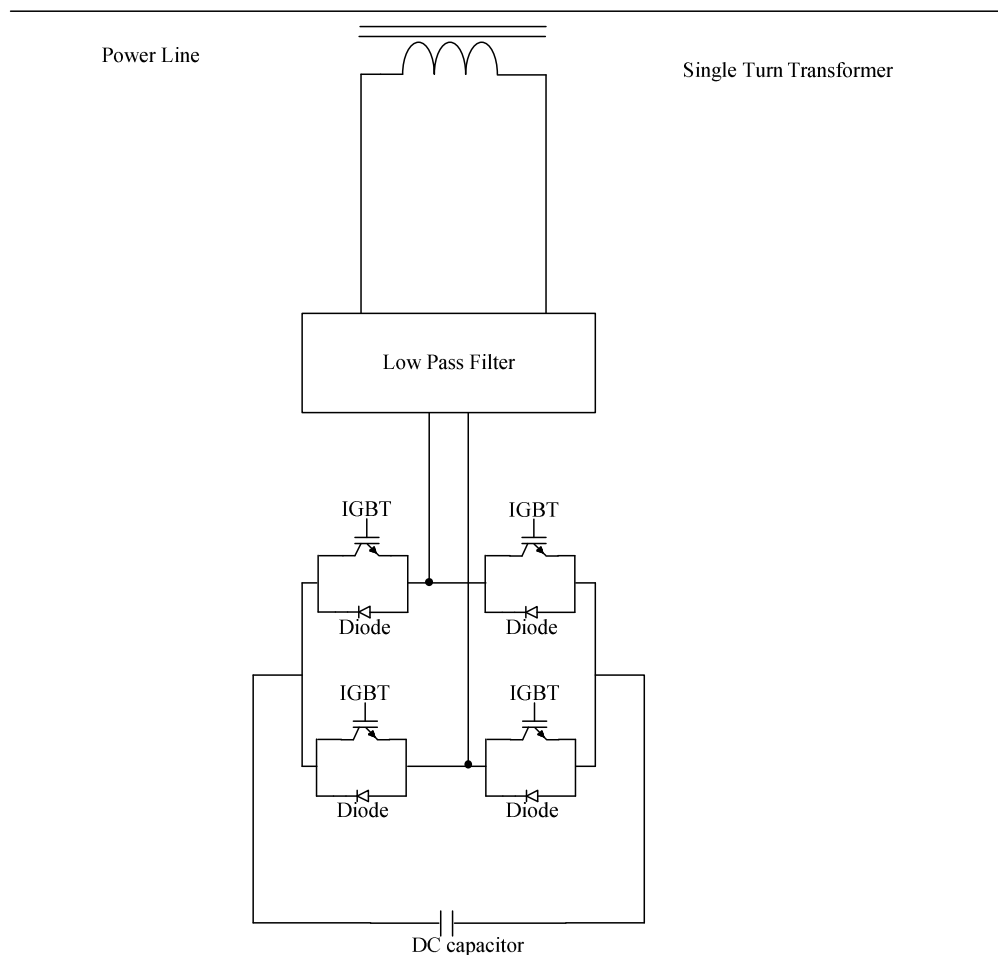 Power Line
Single Turn Transformer
Low Pass Filter
IGBT
IGBT
Diode
Diode
IGBT
IGBT
Diode
Diode
DC capacitor